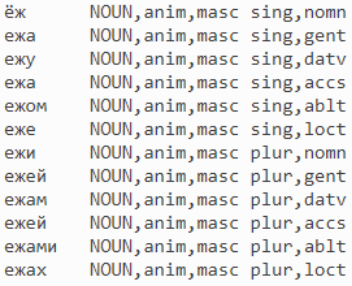 ёж NOUN,anim,masc sing,nomn
ежа NOUN,anim,masc sing,gent
ежу NOUN,anim,masc sing,datv
ежа NOUN,anim,masc sing,accs
ежом NOUN,anim,masc sing,ablt
еже NOUN,anim,masc sing,loct
ежи NOUN,anim,masc plur,nomn
ежей NOUN,anim,masc plur,gent
ежам NOUN,anim,masc plur,datv
ежей NOUN,anim,masc plur,accs
ежами NOUN,anim,masc plur,ablt
ежах NOUN,anim,masc plur,loct